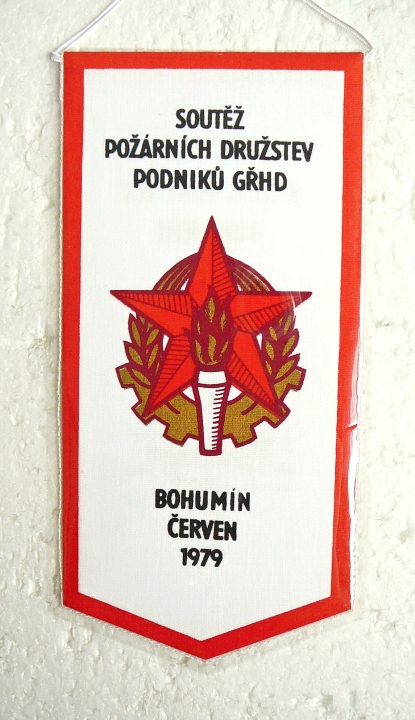 SOUTĚŽ
POŽÁRNÍCH DRUŽSTEV
PODNIKŮ GŘHD
BOHUMÍN
ČERVEN
1979